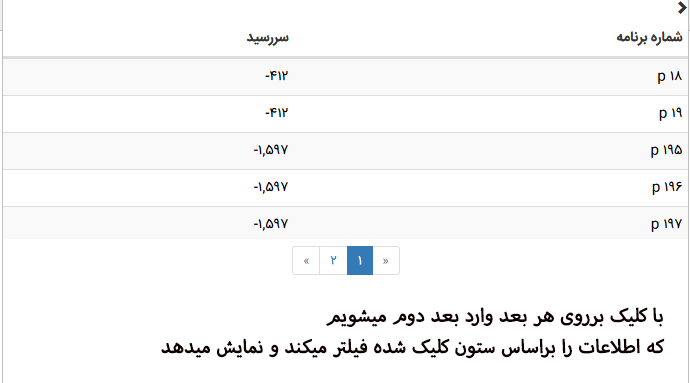 شماره برنامه سررسید
p ۱۸ -۴۱۲
p ۱۹ -۴۱۲
p ۱۹۵ -۱,۵۹۷
p ۱۹۶ -۱,۵۹۷
p ۱۹۷ -۱,۵۹۷
« ۱ ۲ »
با کلیک برروی هر بعد وارد بعد دوم میشویم
که اطلاعات را براساس ستون کلیک شده فیلتر میکند و نمایش میدهد